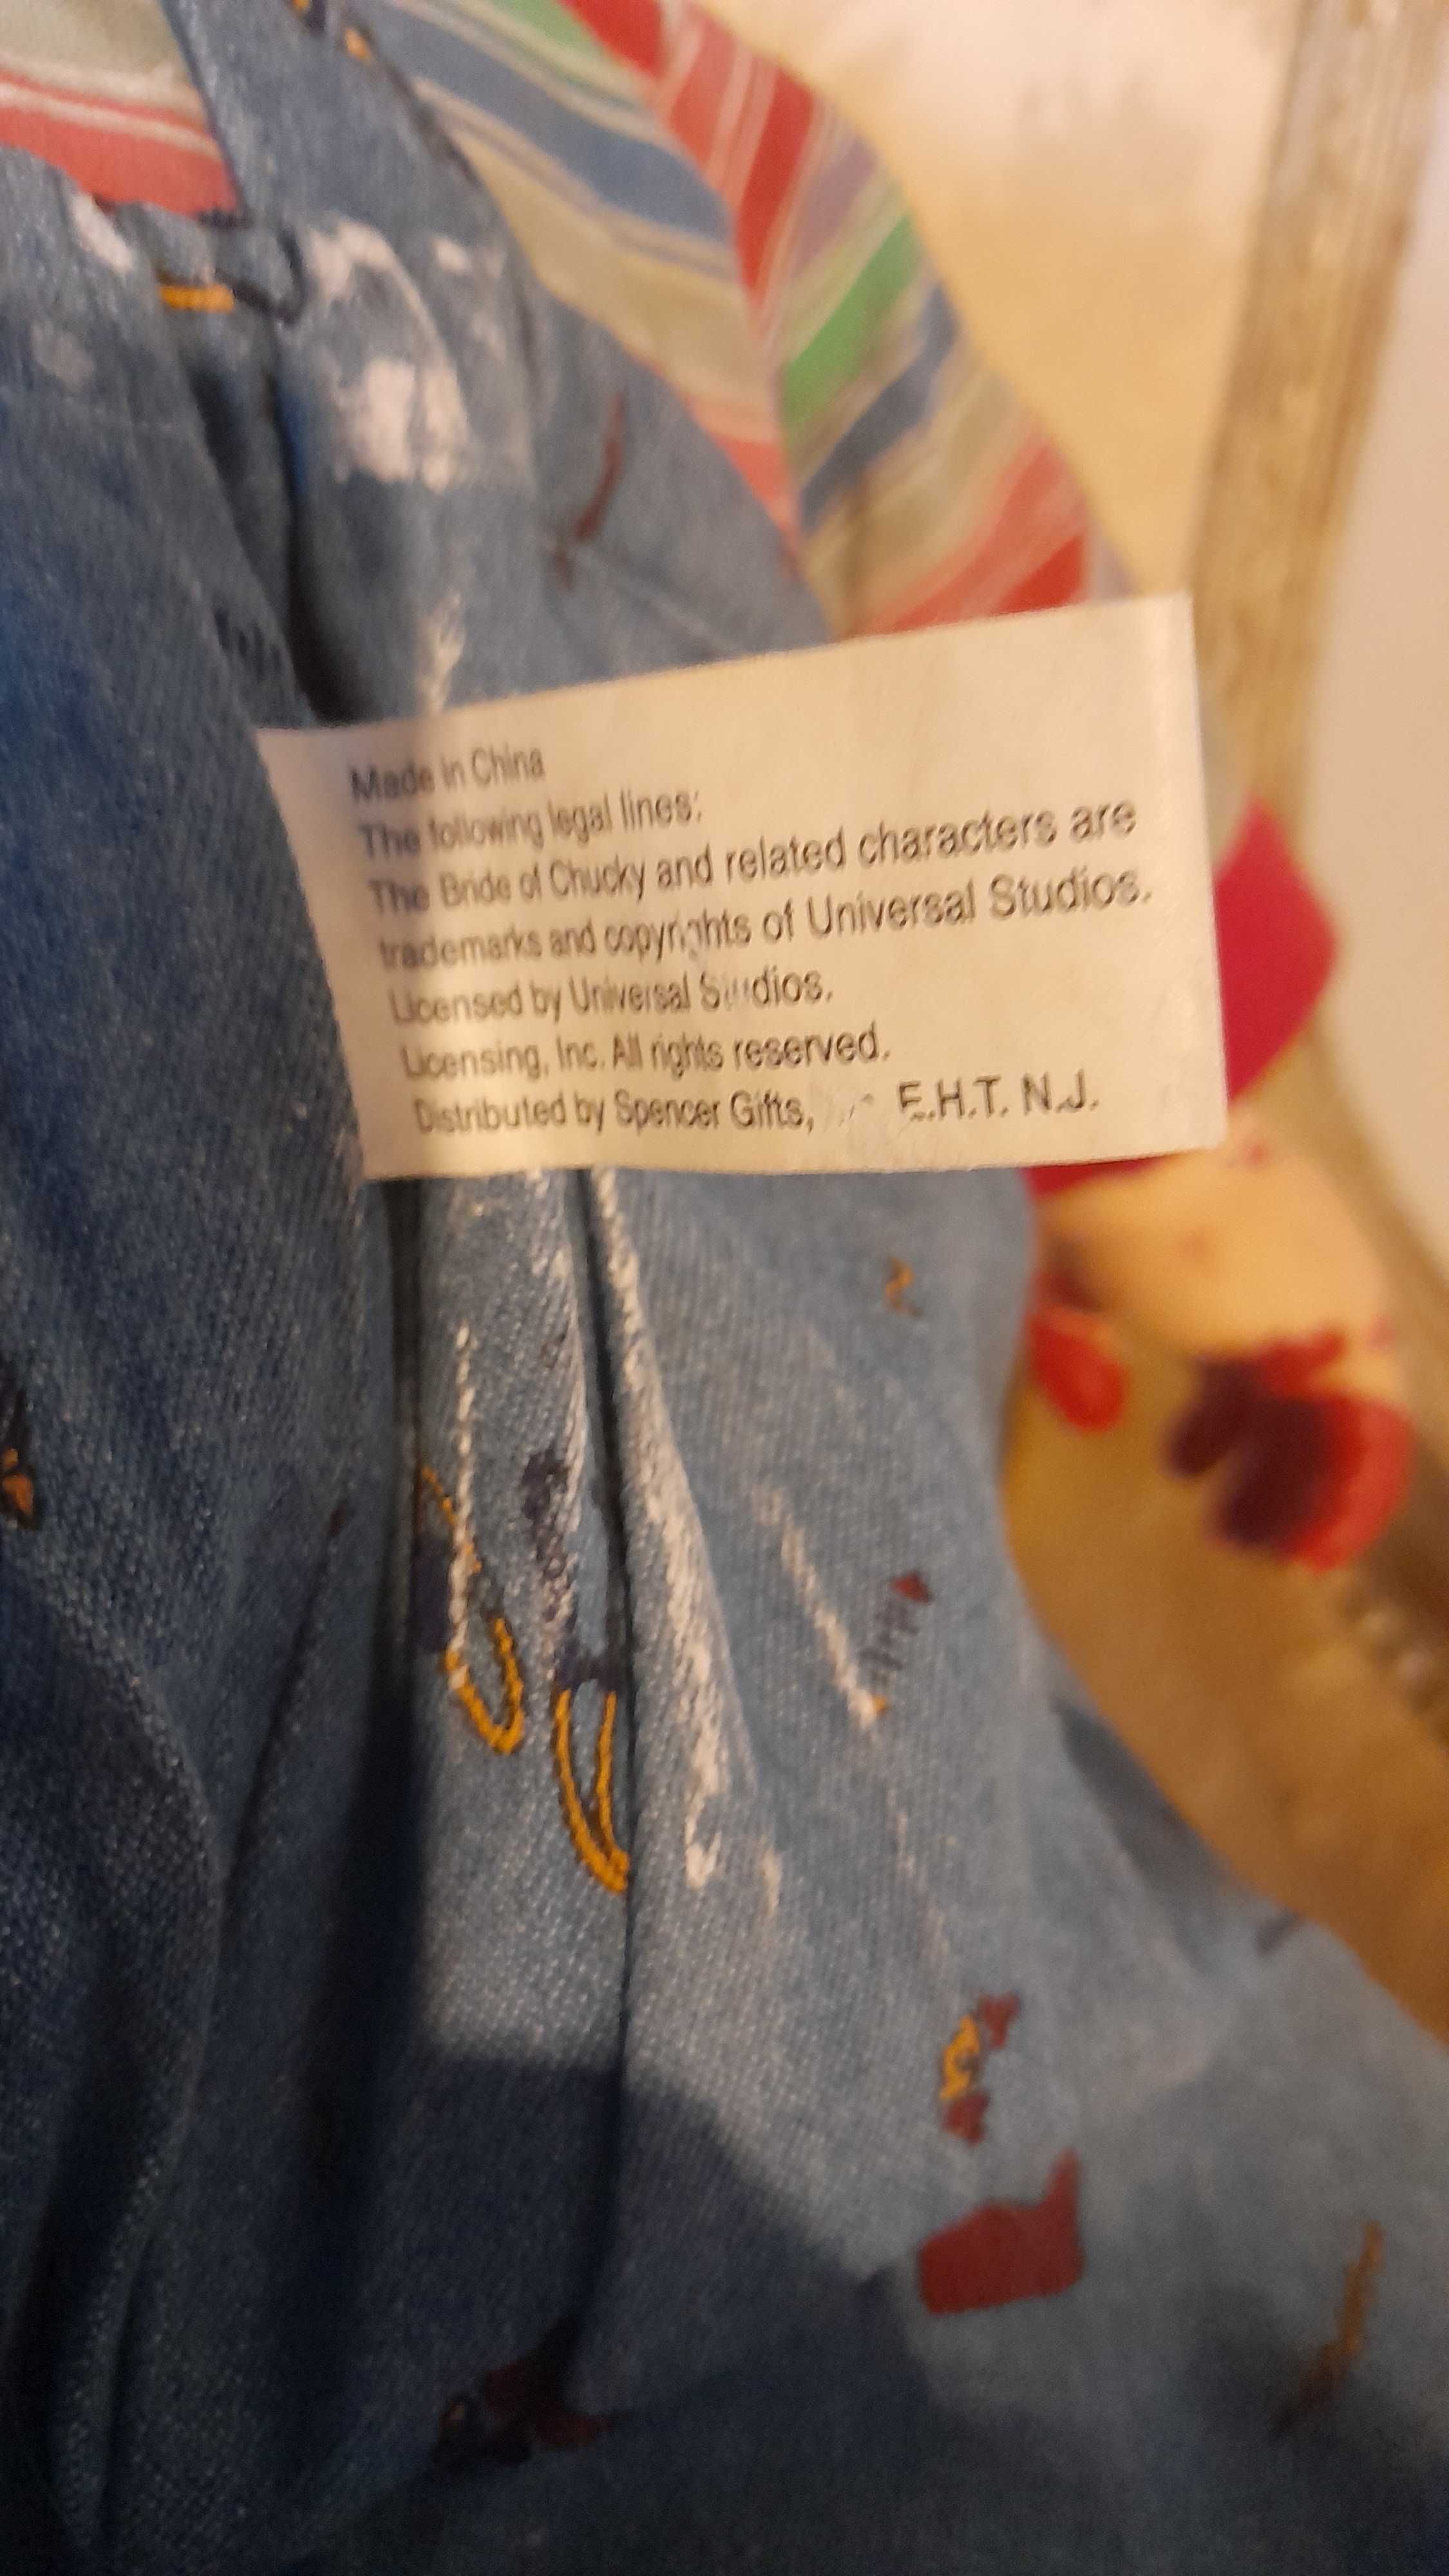 Made in China
The following legal lines:
The Bride of Chucky and related characters are
trademarks and copyrights of Universal Studios.
Licensed by Universal Studios.
Licensing, Inc. All rights reserved.
Distributed by Spencer Gifts, E.H.T. N.J.